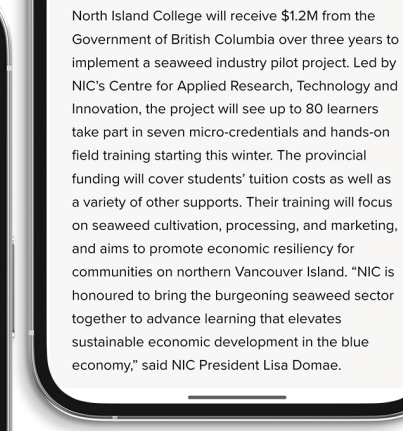 North Island College will receive $1.2M from the
Government of British Columbia over three years to
implement a seaweed industry pilot project. Led by
NIC’s Centre for Applied Research, Technology and
Innovation, the project will see up to 80 learners
take part in seven micro-credentials and hands-on
field training starting this winter. The provincial
funding will cover students’ tuition costs as well as
a variety of other supports. Their training will focus
on seaweed cultivation, processing, and marketing,
and aims to promote economic resiliency for
communities on northern Vancouver Island. “NIC is
honoured to bring the burgeoning seaweed sector
together to advance learning that elevates
sustainable economic development in the blue
economy,” said NIC President Lisa Domae.